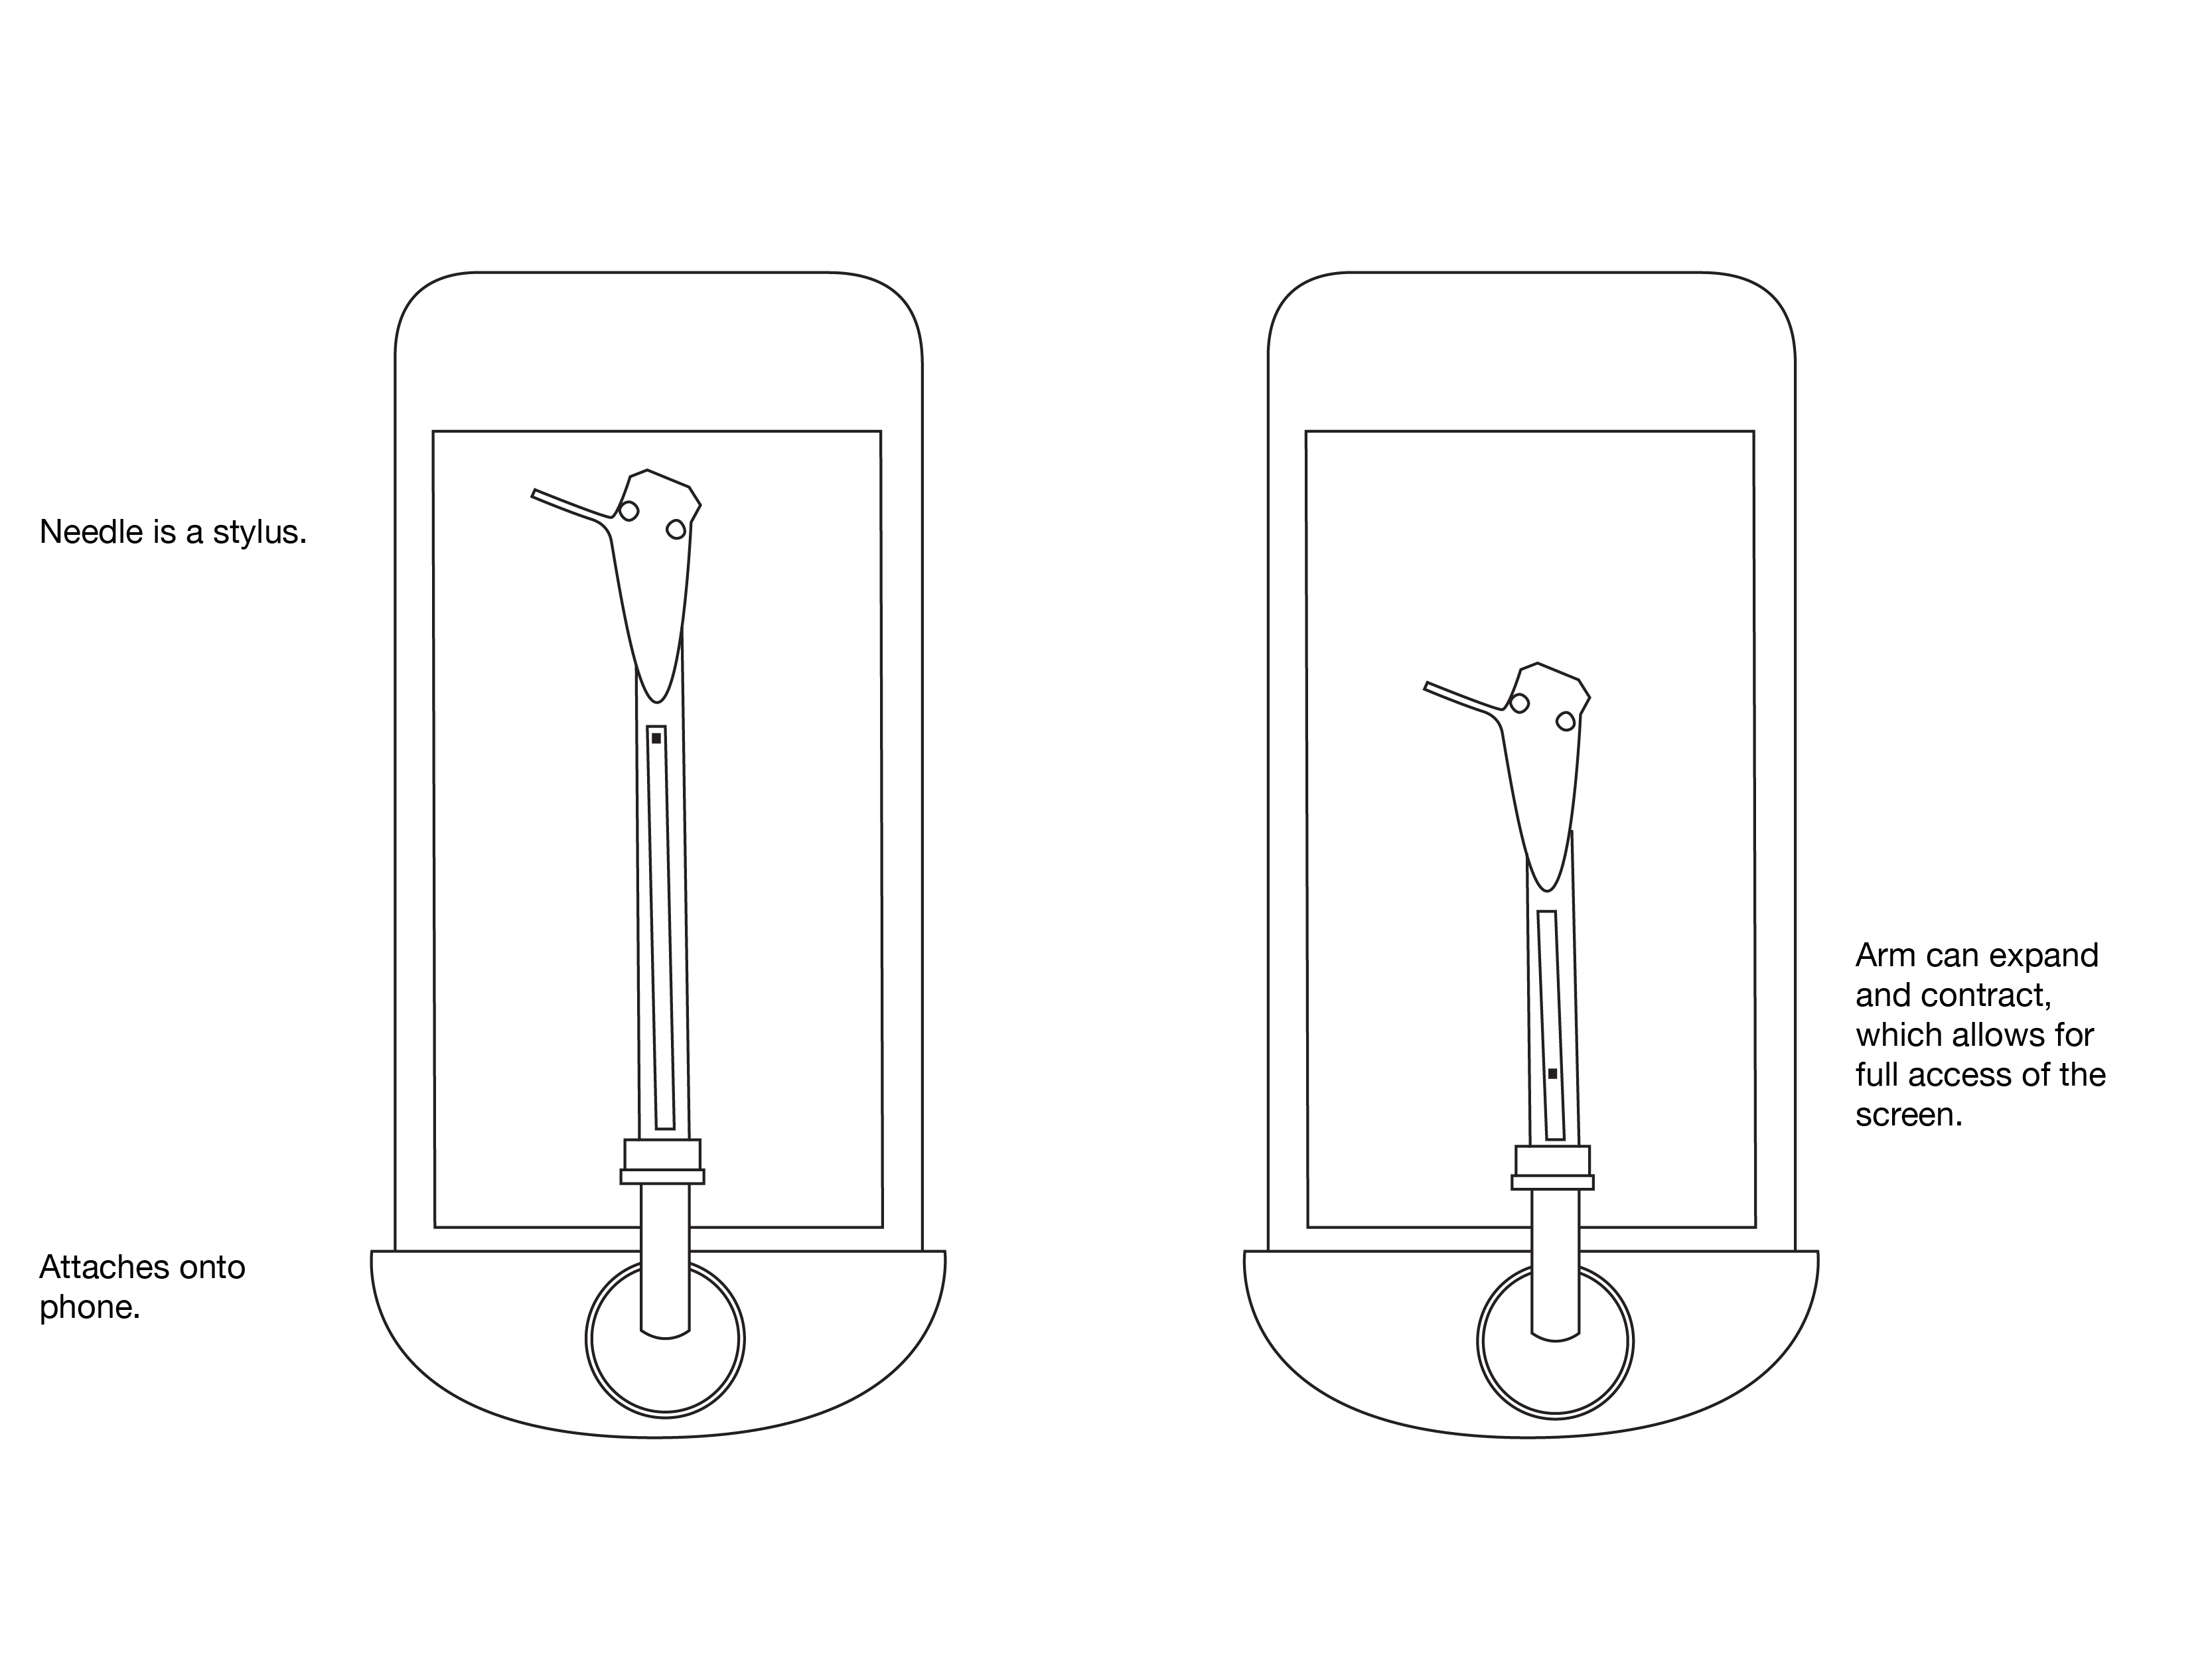 Needle is a stylus.
Attaches onto
phone.
Arm can expand
and contract,
which allows for
full access of the
screen.